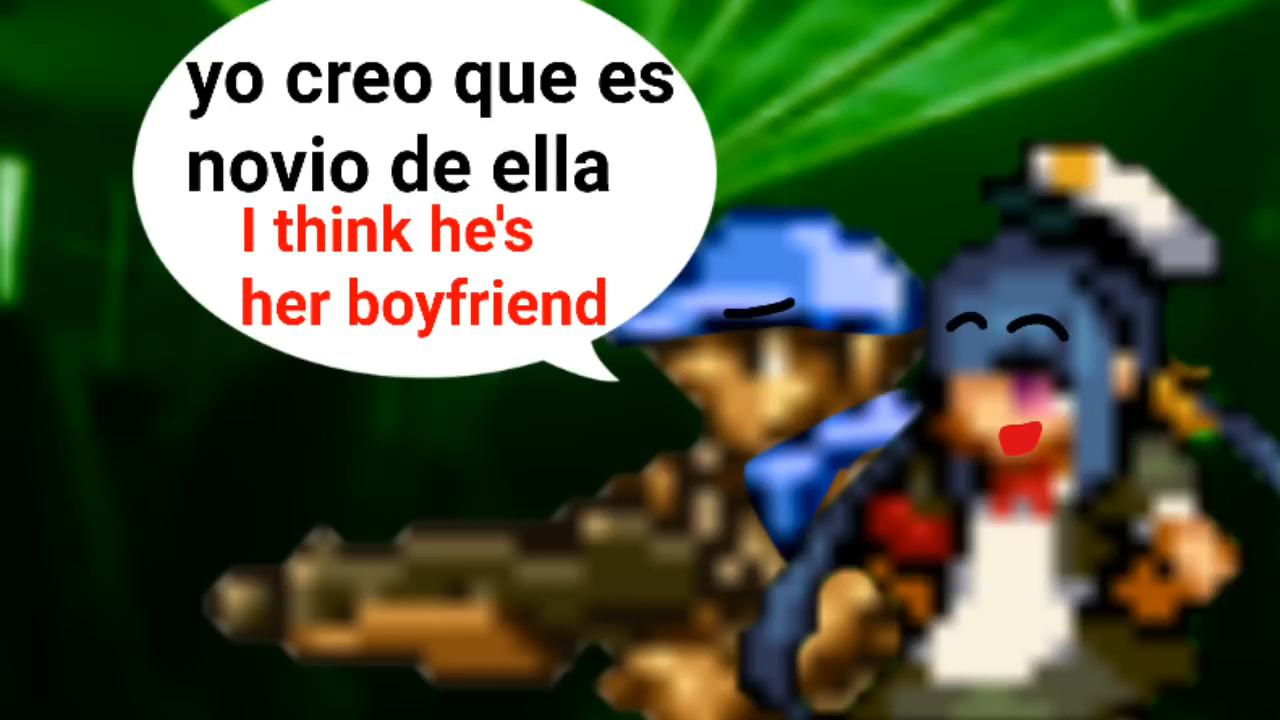 yo creo que es
novio de ella
I think he's
her boyfriend